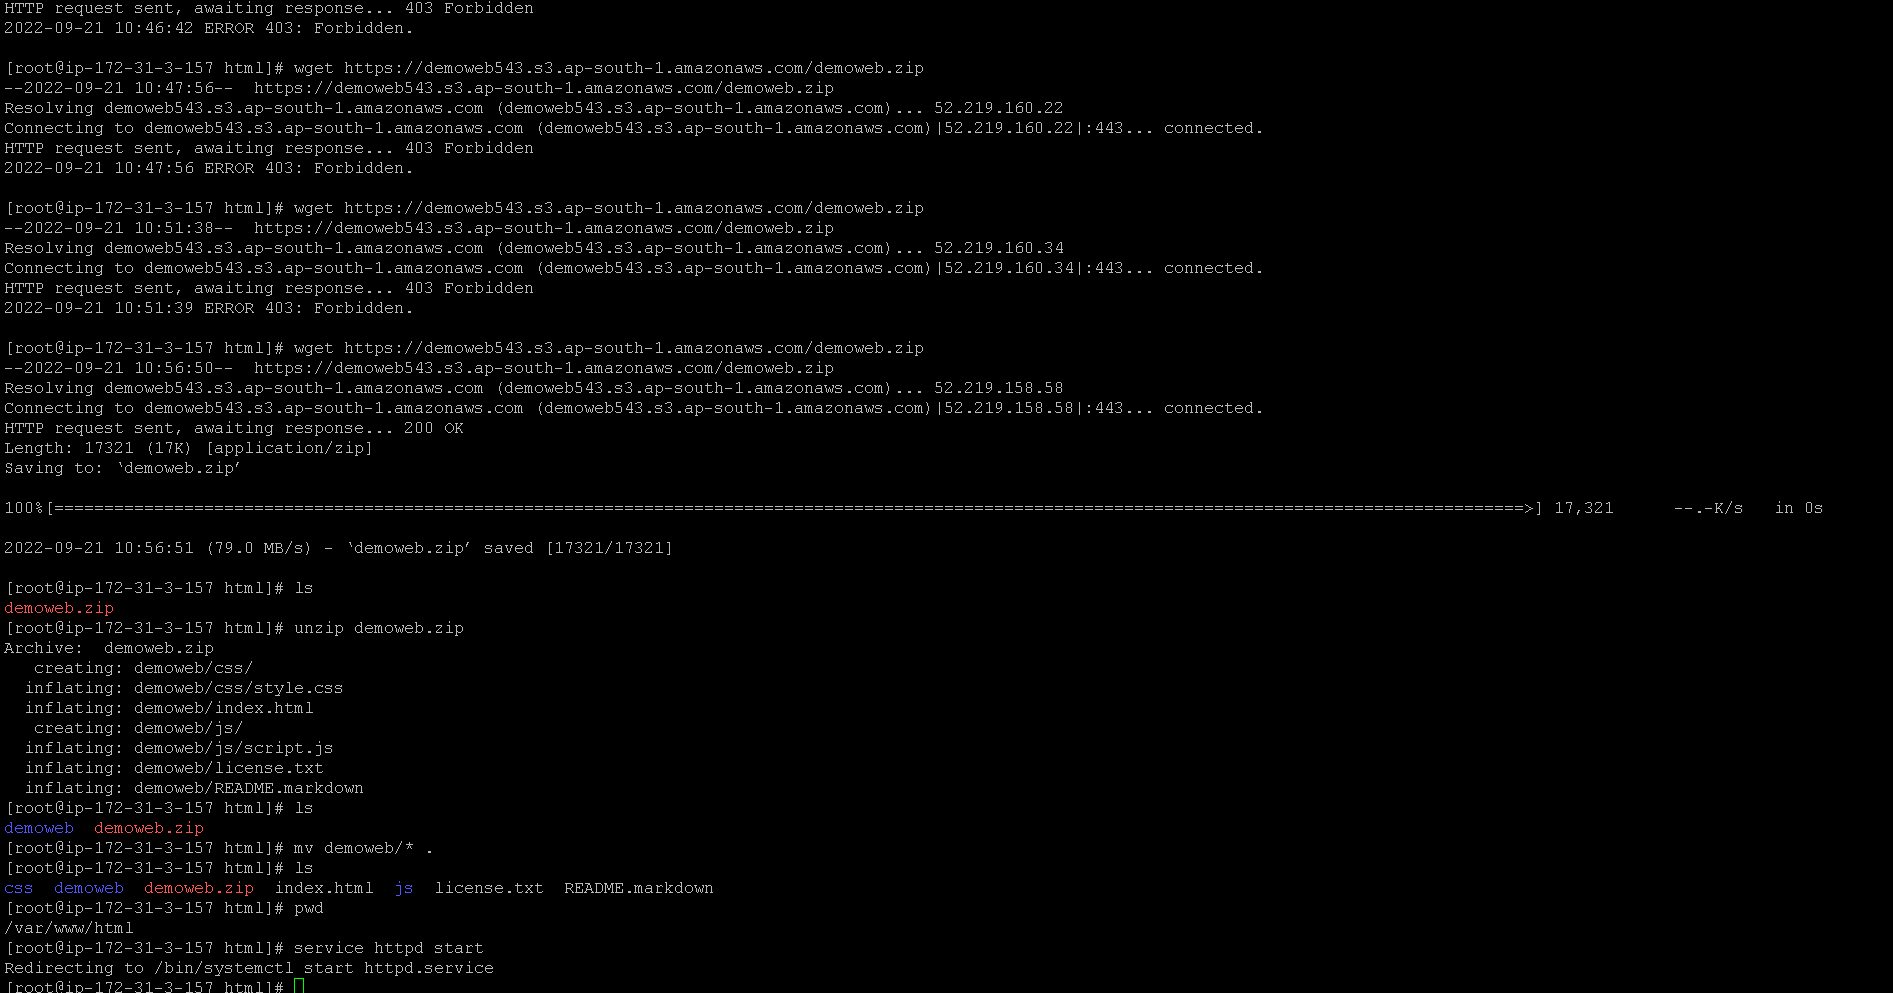 HTTP request sent, awaiting response... 403 Forbidden
2022-09-21 10:46:42 ERROR 403: Forbidden.
[root@ip-172-31-3-157 html]# wget https://demoweb543.s3.ap-south-1.amazonaws.com/demoweb.zip
--2022-09-21 10:47:56--  https://demoweb543.s3.ap-south-1.amazonaws.com/demoweb.zip
Resolving demoweb543.s3.ap-south-1.amazonaws.com (demoweb543.s3.ap-south-1.amazonaws.com)... 52.219.160.22
Connecting to demoweb543.s3.ap-south-1.amazonaws.com (demoweb543.s3.ap-south-1.amazonaws.com)|52.219.160.22|:443... connected.
HTTP request sent, awaiting response... 403 Forbidden
2022-09-21 10:47:56 ERROR 403: Forbidden.
[root@ip-172-31-3-157 html]# wget https://demoweb543.s3.ap-south-1.amazonaws.com/demoweb.zip
--2022-09-21 10:51:38--  https://demoweb543.s3.ap-south-1.amazonaws.com/demoweb.zip
Resolving demoweb543.s3.ap-south-1.amazonaws.com (demoweb543.s3.ap-south-1.amazonaws.com)... 52.219.160.34
Connecting to demoweb543.s3.ap-south-1.amazonaws.com (demoweb543.s3.ap-south-1.amazonaws.com)|52.219.160.34|:443... connected.
HTTP request sent, awaiting response... 403 Forbidden
2022-09-21 10:51:39 ERROR 403: Forbidden.
[root@ip-172-31-3-157 html]# wget https://demoweb543.s3.ap-south-1.amazonaws.com/demoweb.zip
--2022-09-21 10:56:50--  https://demoweb543.s3.ap-south-1.amazonaws.com/demoweb.zip
Resolving demoweb543.s3.ap-south-1.amazonaws.com (demoweb543.s3.ap-south-1.amazonaws.com)... 52.219.158.58
Connecting to demoweb543.s3.ap-south-1.amazonaws.com (demoweb543.s3.ap-south-1.amazonaws.com)|52.219.158.58|:443... connected.
HTTP request sent, awaiting response... 200 OK
Length: 17321 (17K) [application/zip]
Saving to: ‘demoweb.zip’
100%[===================================================================================================================================================>] 17,321      --.-K/s   in 0s
2022-09-21 10:56:51 (79.0 MB/s) - ‘demoweb.zip’ saved [17321/17321]
[root@ip-172-31-3-157 html]# ls
demoweb.zip
[root@ip-172-31-3-157 html]# unzip demoweb.zip
Archive:  demoweb.zip
   creating: demoweb/css/
  inflating: demoweb/css/style.css
  inflating: demoweb/index.html
   creating: demoweb/js/
  inflating: demoweb/js/script.js
  inflating: demoweb/license.txt
  inflating: demoweb/README.markdown
[root@ip-172-31-3-157 html]# ls
demoweb  demoweb.zip
[root@ip-172-31-3-157 html]# mv demoweb/* .
[root@ip-172-31-3-157 html]# ls
css  demoweb  demoweb.zip  index.html  js  license.txt  README.markdown
[root@ip-172-31-3-157 html]# pwd
/var/www/html
[root@ip-172-31-3-157 html]# service httpd start
Redirecting to /bin/systemctl start httpd.service
[root@ip-172-31-3-157 html]#